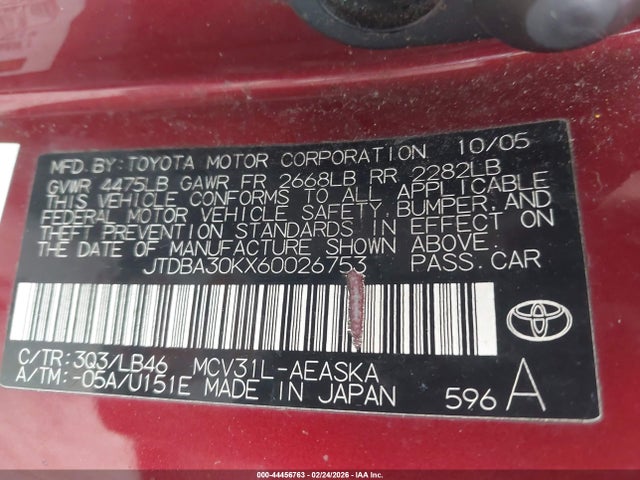 MFD.BY: TOYOTA MOTOR CORPORATION 10/05
GVWR 4475LB GAWR FR 2668LB RR 2282LB
THIS VEHICLE CONFORMS TO ALL APPLICABLE
FEDERAL MOTOR VEHICLE SAFETY,BUMPER,AND
THEFT PREVENTION STANDARDS IN EFFECT ON
THE DATE OF MANUFACTURE SHOWN ABOVE.
JTDBA30KX60026753 PASS.CAR
C/TR:3Q3/LB46 MCV31L-AEASKA
A/TM:-05A/U151E MADE IN JAPAN 596 A
000-44456763 - 02/24/2026 - IAA Inc.